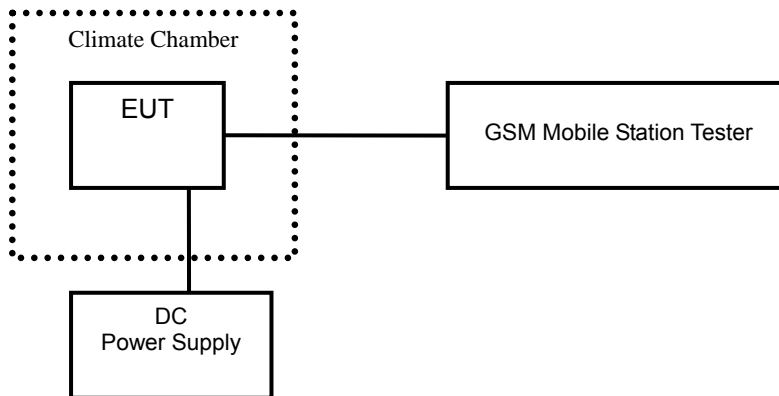 Climate Chamber
EUT
GSM Mobile Station Tester
DC
Power Supply